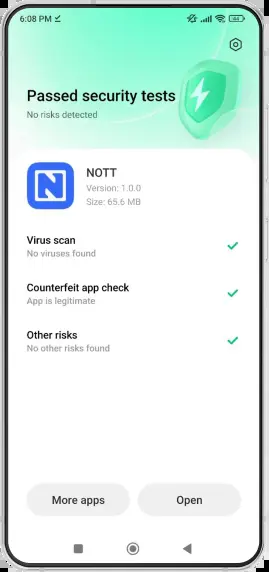 6:08 PM
44
Passed security tests
No risks detected
N
NOTT
Version: 1.0.0
Size: 65.6 MB
Virus scan
No viruses found
Counterfeit app check
App is legitimate
Other risks
No other risks found
More apps
Open